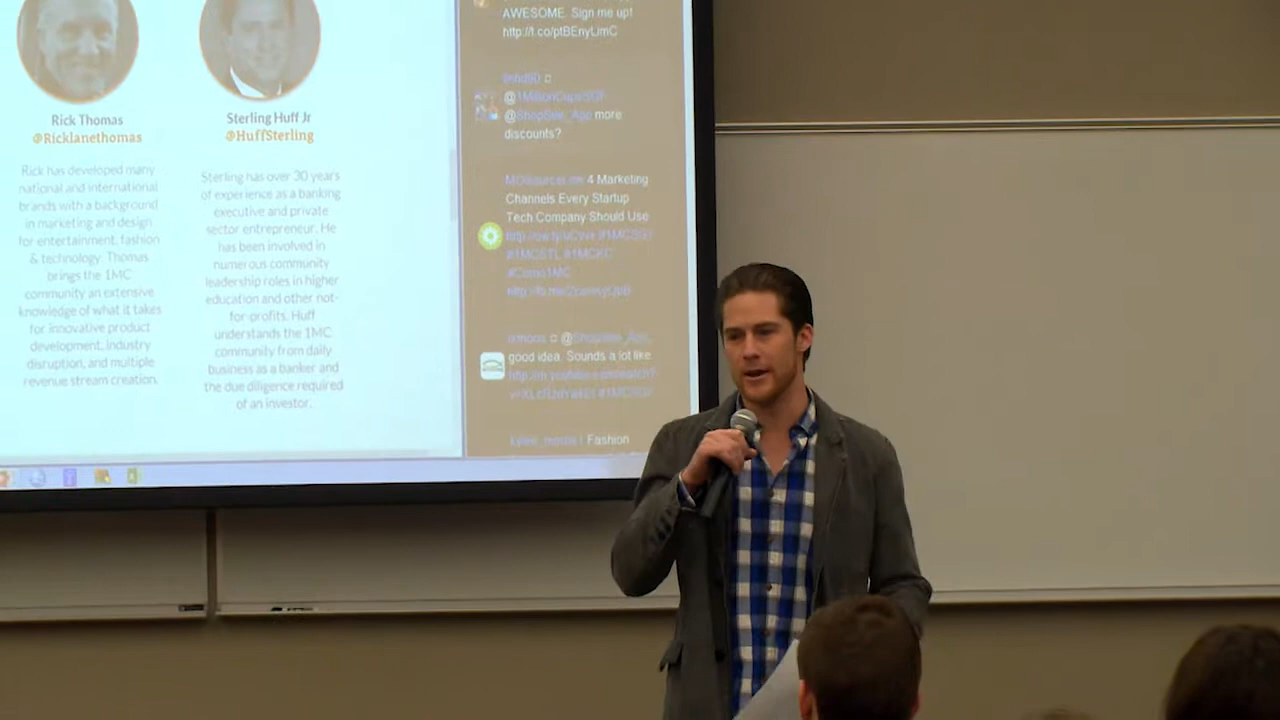 Rick Thomas
@Ricklanethomas
Rick has developed many
national and international
brands with a background
in marketing and design
for entertainment, fashion
& technology. Thomas
brings the 1MC
community an extensive
knowledge of what it takes
for innovative product
development, industry
disruption, and multiple
revenue stream creation.
Sterling Huff Jr
@HuffSterling
Sterling has over 30 years
of experience as a banking
executive and private
sector entrepreneur. He
has been involved in
numerous community
leadership roles in higher
education and other not-
for-profits. Huff
understands the 1MC
community from daily
business as a banker and
the due diligence required
of an investor.
AWESOME. Sign me up!
http://t.co/ptBEnyLimC
@ShopSee_App more
discounts?
4 Marketing
Channels Every Startup
Tech Company Should Use
#1MCSTL #1MCKC
#Como1MC
@ShopSee_App,
good idea. Sounds a lot like
Fashion